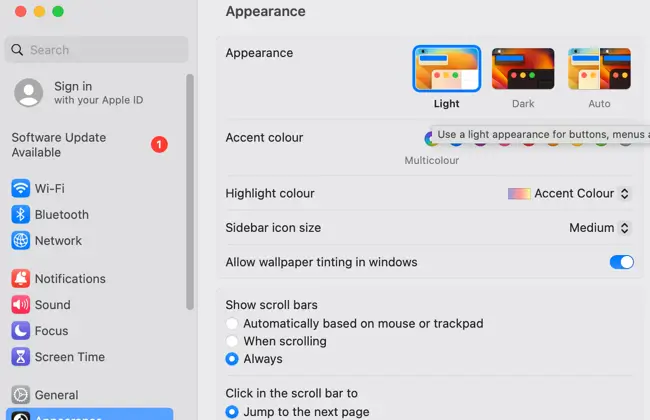 Appearance
Search
Sign in
with your Apple ID
Software Update
Available
1
Wi-Fi
Bluetooth
Network
Notifications
Sound
Focus
Screen Time
General
Appearance
Appearance
Light
Dark
Auto
Use a light appearance for buttons, menus a
Accent colour
Multicolour
Highlight colour
Accent Colour
Sidebar icon size
Medium
Allow wallpaper tinting in windows
Show scroll bars
Automatically based on mouse or trackpad
When scrolling
Always
Click in the scroll bar to
Jump to the next page